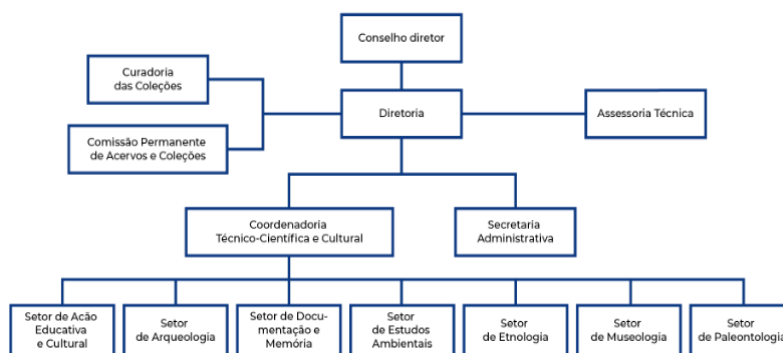 Conselho diretor
Curadoria
das Coleções
Diretoria
Assessoria Técnica
Comissão Permanente
de Acervos e Coleções
Coordenadoria
Técnico-Científica e Cultural
Secretaria
Administrativa
Setor de Acão
Educativa
e Cultural
Setor
de Arqueologia
Setor de Docu-
mentação e
Memória
Setor
de Estudos
Ambientais
Setor
de Etnologia
Setor
de Museologia
Setor
de Paleontologia